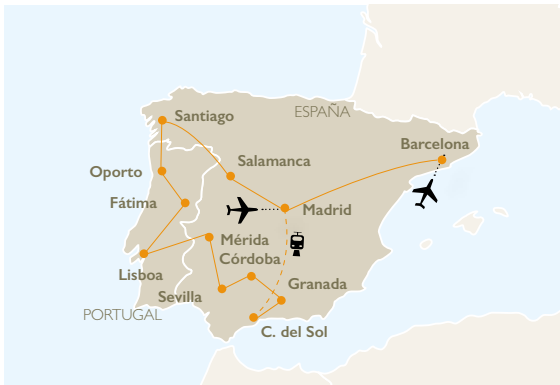 ESPAÑA
Santiago
Barcelona
Salamanca
Oporto
Fátima
Madrid
Mérida
Córdoba
Lisboa
Granada
Sevilla
PORTUGAL
C. del Sol